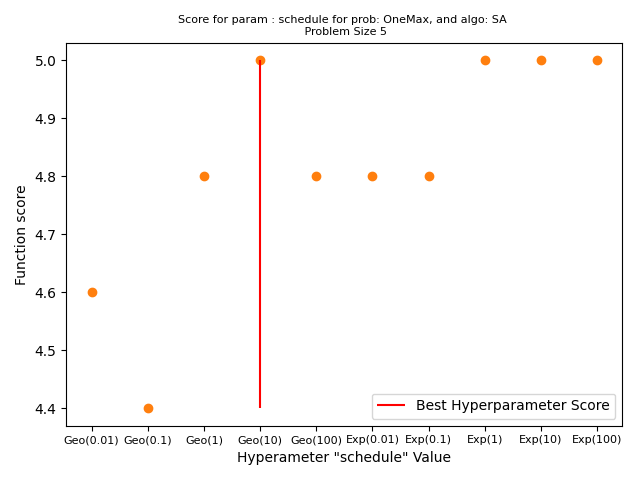 Score for param : schedule for prob: OneMax, and algo: SA
Problem Size 5
Function score
5.0
4.9
4.8
4.7
4.6
4.5
4.4
Best Hyperparameter Score
Geo(0.01) Geo(0.1) Geo(1) Geo(10) Geo(100) Exp(0.01) Exp(0.1) Exp(1) Exp(10) Exp(100)
Hyperameter "schedule" Value